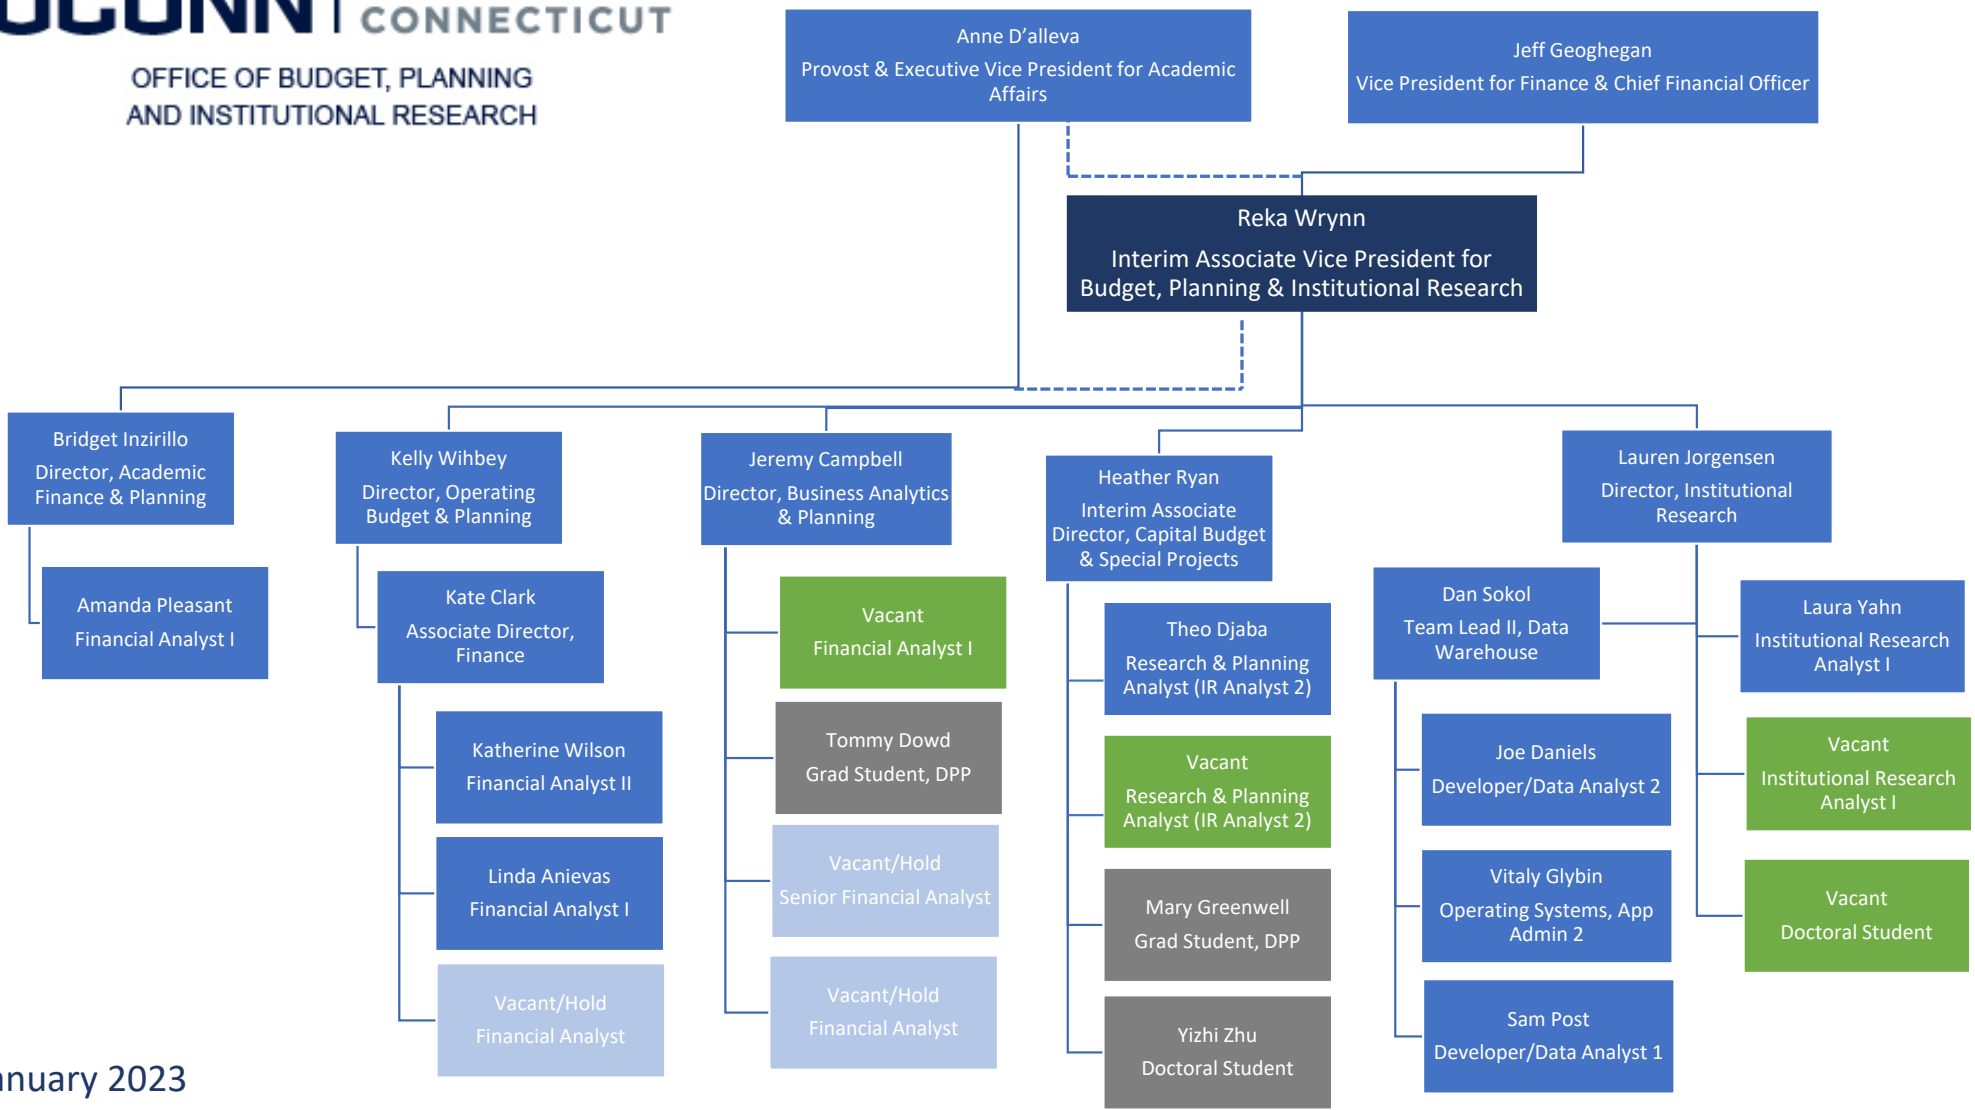 CONNECTICUT
OFFICE OF BUDGET, PLANNING
AND INSTITUTIONAL RESEARCH
Anne D’alleva
Provost & Executive Vice President for Academic
Affairs
Jeff Geoghegan
Vice President for Finance & Chief Financial Officer
Reka Wrynn
Interim Associate Vice President for
Budget, Planning & Institutional Research
Bridget Inzirillo
Director, Academic
Finance & Planning
Amanda Pleasant
Financial Analyst I
Kelly Wihbey
Director, Operating
Budget & Planning
Kate Clark
Associate Director,
Finance
Katherine Wilson
Financial Analyst II
Linda Anievas
Financial Analyst I
Vacant/Hold
Financial Analyst
Jeremy Campbell
Director, Business Analytics
& Planning
Vacant
Financial Analyst I
Tommy Dowd
Grad Student, DPP
Vacant/Hold
Senior Financial Analyst
Vacant/Hold
Financial Analyst
Heather Ryan
Interim Associate
Director, Capital Budget
& Special Projects
Theo Djaba
Research & Planning
Analyst (IR Analyst 2)
Vacant
Research & Planning
Analyst (IR Analyst 2)
Mary Greenwell
Grad Student, DPP
Yizhi Zhu
Doctoral Student
Lauren Jorgensen
Director, Institutional
Research
Dan Sokol
Team Lead II, Data
Warehouse
Joe Daniels
Developer/Data Analyst 2
Vitaly Glybin
Operating Systems, App
Admin 2
Sam Post
Developer/Data Analyst 1
Laura Yahn
Institutional Research
Analyst I
Vacant
Institutional Research
Analyst I
Vacant
Doctoral Student
nuary 2023